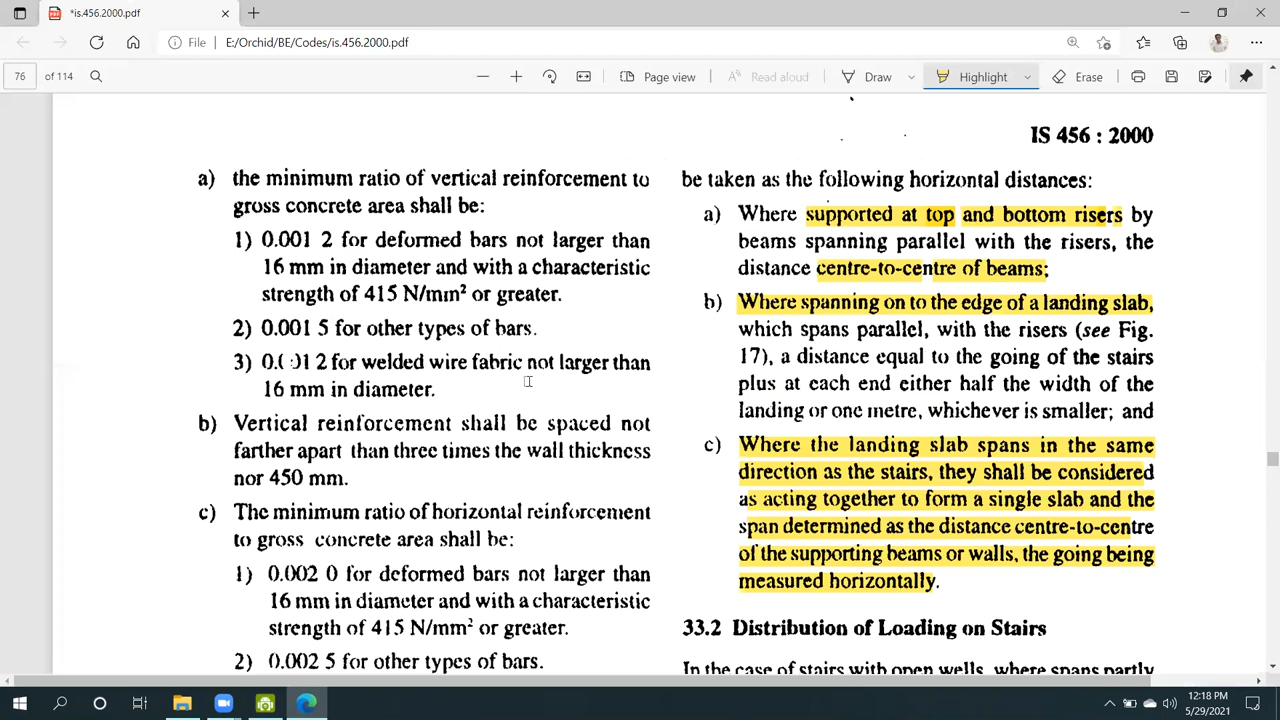 *is.456.2000.pdf
File
E:/Orchid/BE/Codes/is.456.2000.pdf
76 of 114
Page view
Read aloud
Draw
Highlight
Erase
IS 456 : 2000
a) the minimum ratio of vertical reinforcement to
gross concrete area shall be:
1) 0.001 2 for deformed bars not larger than
16 mm in diameter and with a characteristic
strength of 415 N/mm² or greater.
2) 0.001 5 for other types of bars.
3) 0.001 2 for welded wire fabric not larger than
16 mm in diameter.
b) Vertical reinforcement shall be spaced not
farther apart than three times the wall thickness
nor 450 mm.
c) The minimum ratio of horizontal reinforcement
to gross concrete area shall be:
1) 0.002 0 for deformed bars not larger than
16 mm in diameter and with a characteristic
strength of 415 N/mm² or greater.
2) 0.002 5 for other types of bars.
be taken as the following horizontal distances:
a) Where supported at top and bottom risers by
beams spanning parallel with the risers, the
distance centre-to-centre of beams;
b) Where spanning on to the edge of a landing slab,
which spans parallel, with the risers (see Fig.
17), a distance equal to the going of the stairs
plus at each end either half the width of the
landing or one metre, whichever is smaller; and
c) Where the landing slab spans in the same
direction as the stairs, they shall be considered
as acting together to form a single slab and the
span determined as the distance centre-to-centre
of the supporting beams or walls, the going being
measured horizontally.
33.2 Distribution of Loading on Stairs
In the case of stairs with open wells, where spans partly
12:18 PM
5/29/2021